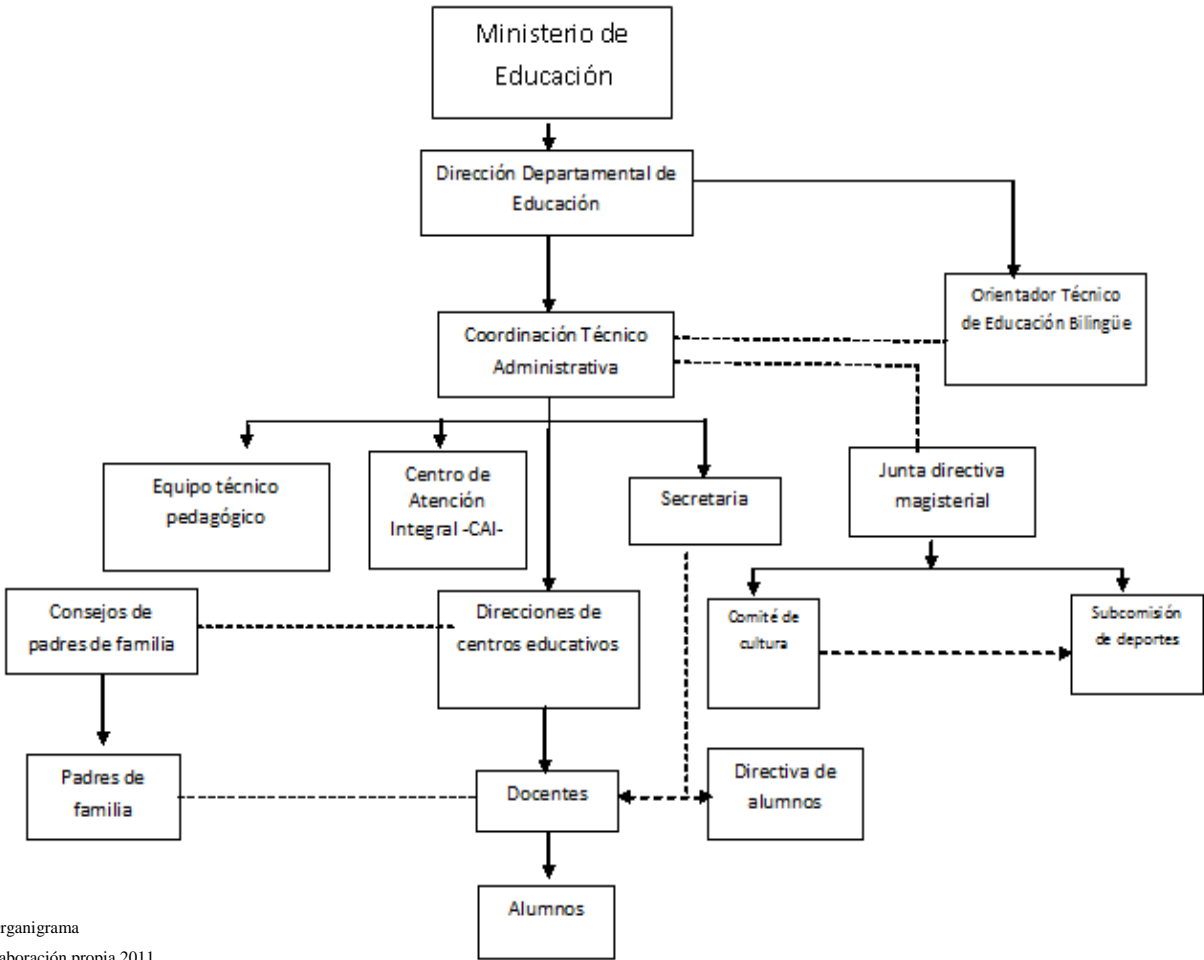 Ministerio de
Educación
Dirección Departamental de
Educación
Orientador Técnico
de Educación Bilingüe
Coordinación Técnico
Administrativa
Equipo técnico
pedagógico
Centro de
Atención
Integral -CAI-
Secretaria
Junta directiva
magisterial
Consejos de
padres de familia
Direcciones de
centros educativos
Comité de
cultura
Subcomisión
de deportes
Padres de
familia
Docentes
Directiva de
alumnos
Alumnos
rganigrama
aboración propia 2011